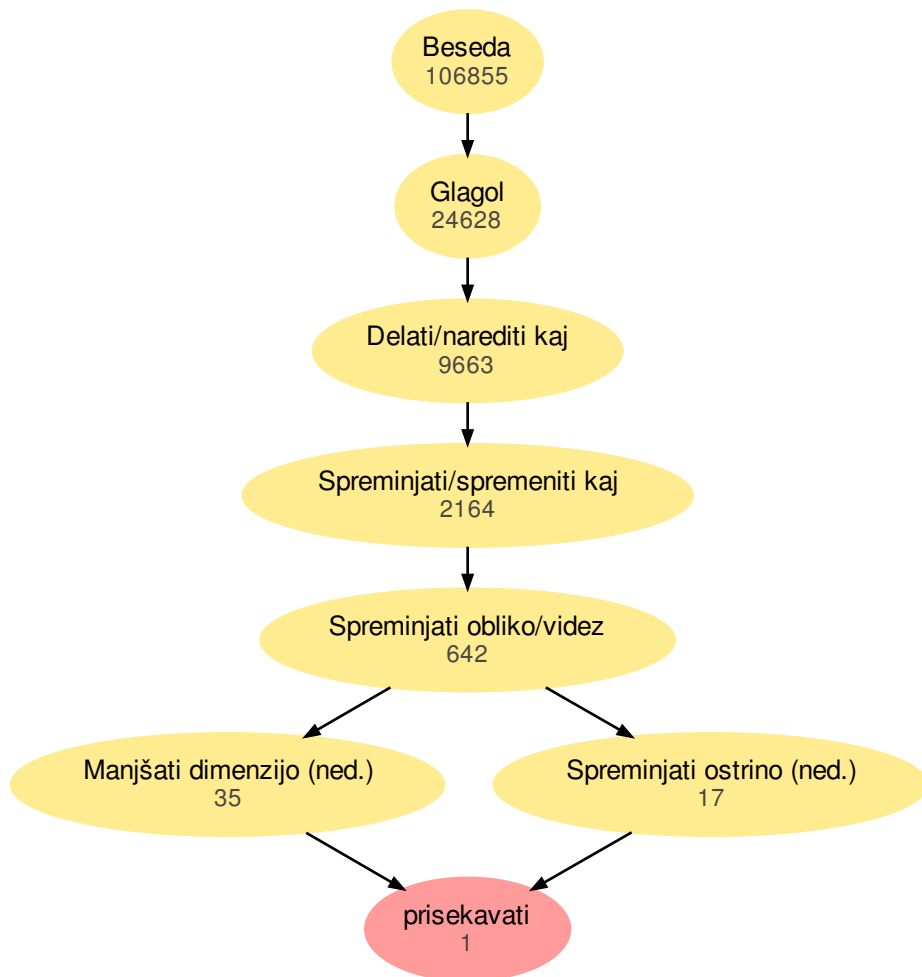 Beseda
106855
Glagol
24628
Delati/narediti kaj
9663
Spreminjati/spremeniti kaj
2164
Spreminjati obliko/videz
642
Manjšati dimenzijo (ned.)
35
Spreminjati ostrino (ned.)
17
prisekavati
1